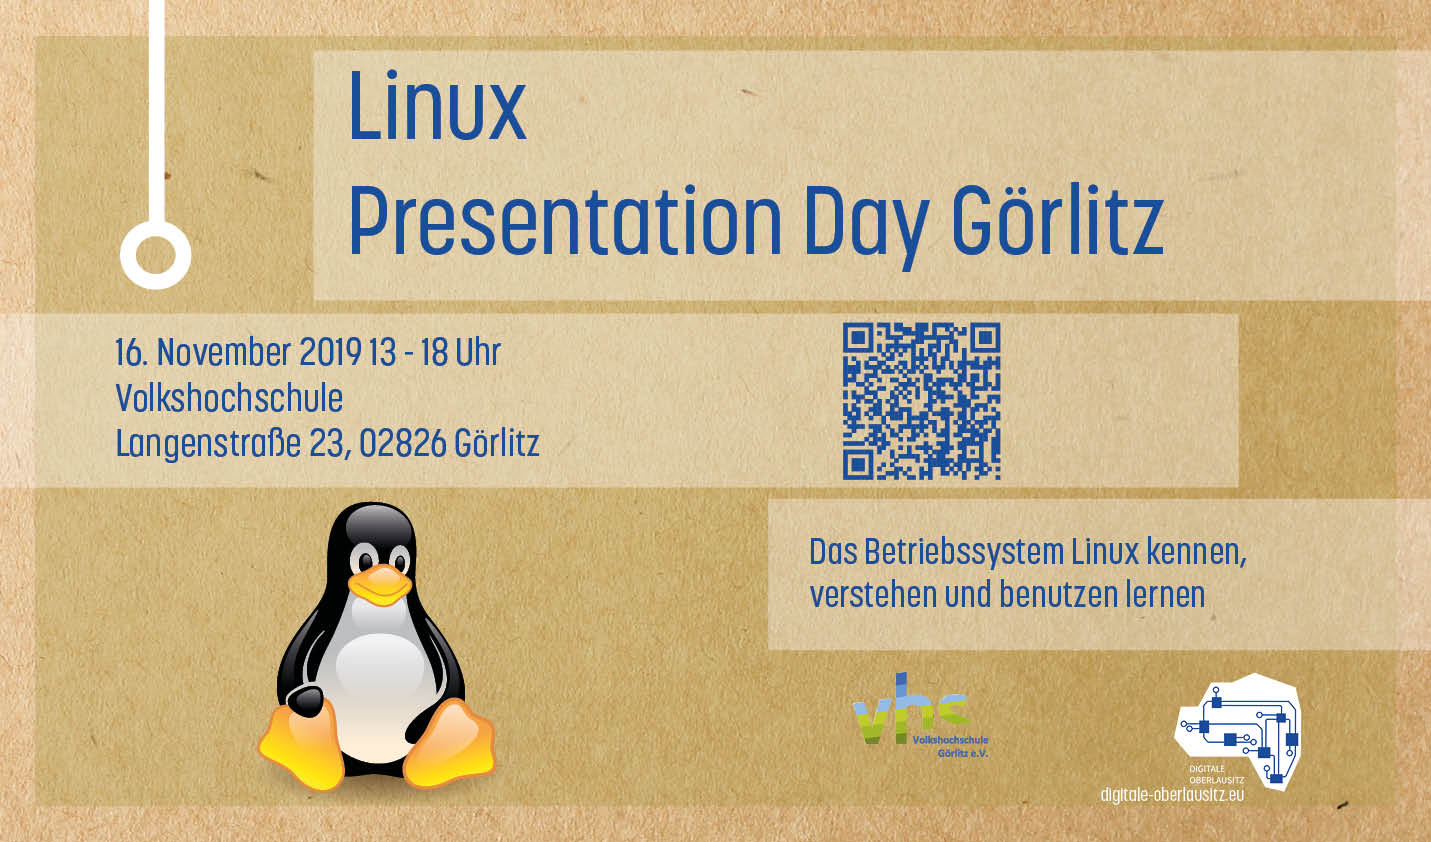 Linux
Presentation Day Görlitz
16. November 2019 13 - 18 Uhr
Volkshochschule
Langenstraße 23, 02826 Görlitz
Das Betriebssystem Linux kennen,
verstehen und benutzen lernen
vhs
Volkshochschule
Görlitz e.V.
DIGITALE
OBERLAUSITZ
digitale-oberlausitz.eu